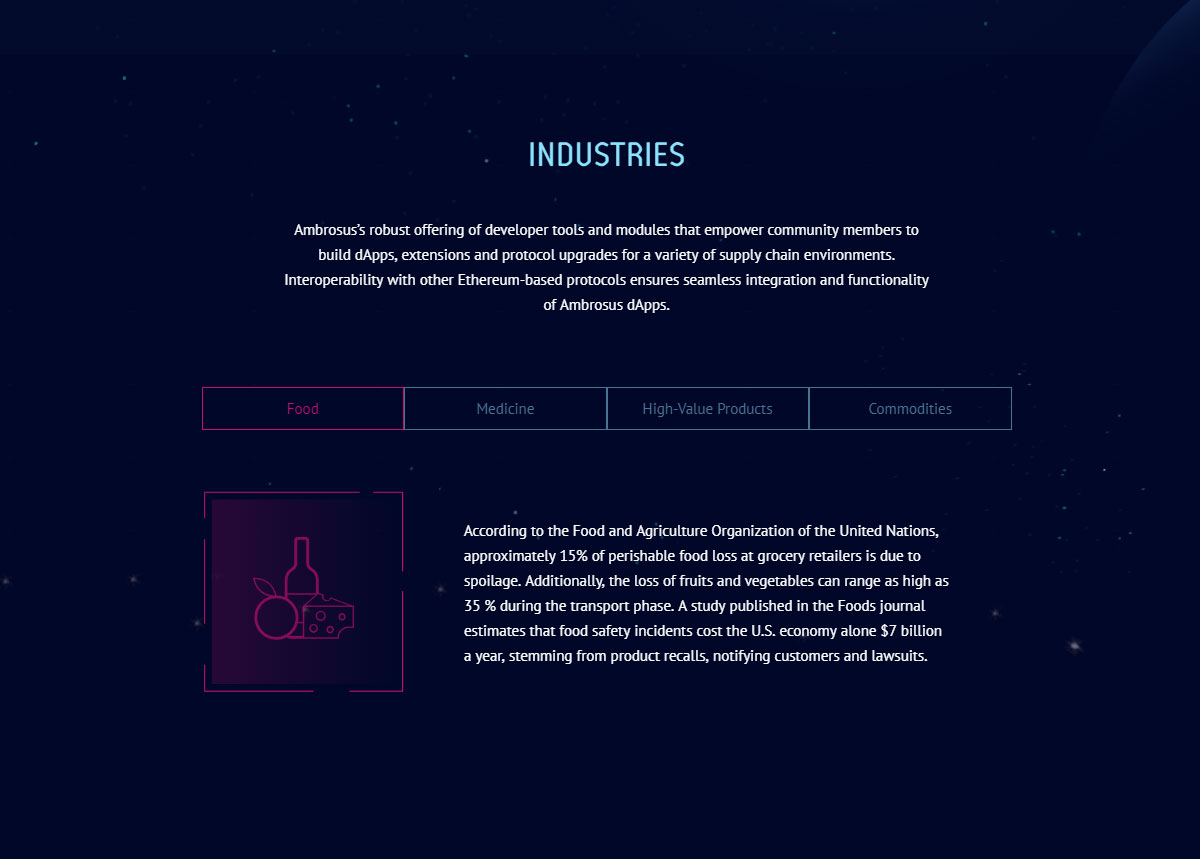 INDUSTRIES
Ambrosus’s robust offering of developer tools and modules that empower community members to
build dApps, extensions and protocol upgrades for a variety of supply chain environments.
Interoperability with other Ethereum-based protocols ensures seamless integration and functionality
of Ambrosus dApps.
Food
Medicine
High-Value Products
Commodities
According to the Food and Agriculture Organization of the United Nations,
approximately 15% of perishable food loss at grocery retailers is due to
spoilage. Additionally, the loss of fruits and vegetables can range as high as
35 % during the transport phase. A study published in the Foods journal
estimates that food safety incidents cost the U.S. economy alone $7 billion
a year, stemming from product recalls, notifying customers and lawsuits.